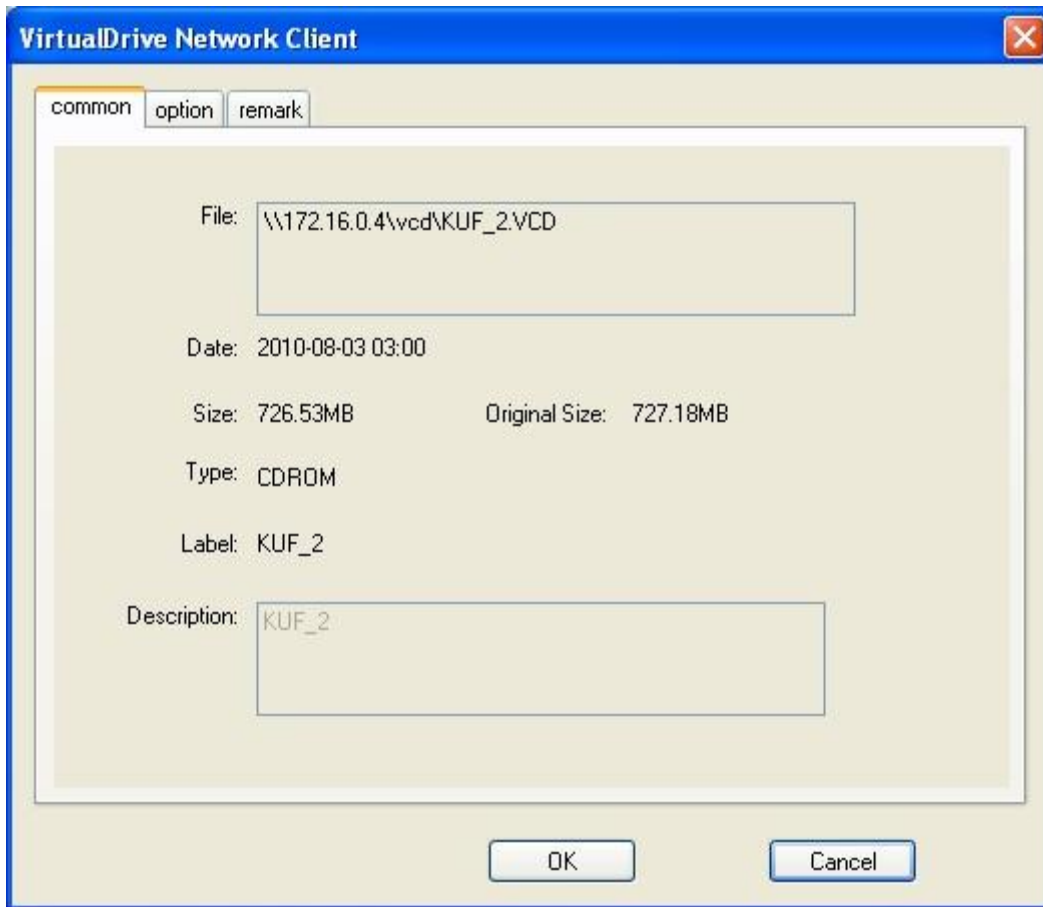 VirtualDrive Network Client
common option remark
File: \\172.16.0.4\vcd\KUF_2.VCD
Date: 2010-08-03 03:00
Size: 726.53MB Original Size: 727.18MB
Type: CDROM
Label: KUF_2
Description: KUF_2
OK Cancel